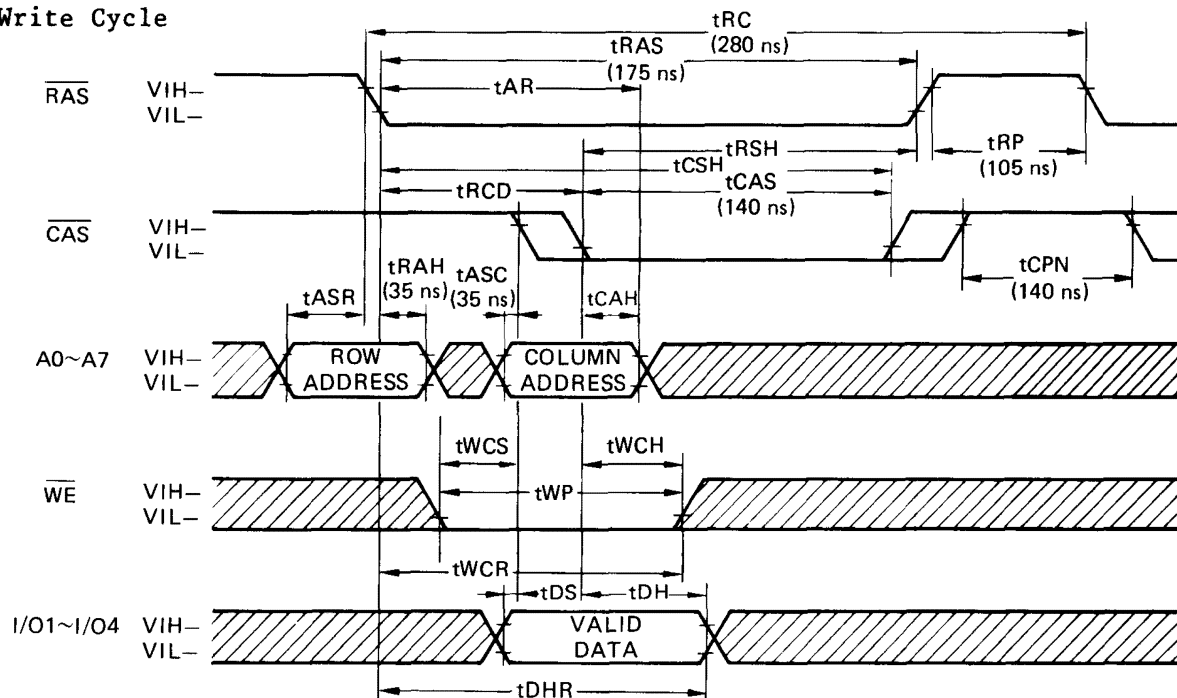 Write Cycle
tRC
(280 ns)
tRAS
(175 ns)
tAR
RAS
VIH–
VIL–
tRSH
tCSH
tRP
(105 ns)
tRCD
tCAS
(140 ns)
CAS
VIH–
VIL–
tRAH
(35 ns)
tASC
(35 ns)
tCPN
(140 ns)
tASR
tCAH
A0~A7
VIH–
VIL–
ROW
ADDRESS
COLUMN
ADDRESS
tWCS
tWCH
WE
VIH–
VIL–
tWP
tWCR
tDS
tDH
I/O1~I/O4
VIH–
VIL–
VALID
DATA
tDHR